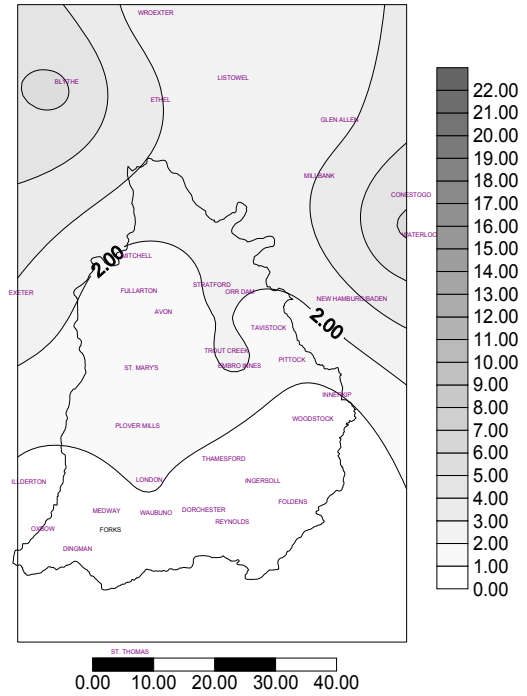 WROEXTER
BLYTHE
LISTOWEL
ETHEL
GLEN ALLEN
MILLBANK
CONESTOGO
WATERLOO
2.00
MITCHELL
EXETER
FULLARTON
STRATFORD
ORR DAM
NEW HAMBURG/BADEN
AVON
2.00
TAVISTOCK
TROUT CREEK
PITTOCK
ST. MARY'S
EMBRO INNES
INNERKIP
WOODSTOCK
PLOVER MILLS
THAMESFORD
ILLDERTON
LONDON
INGERSOLL
FOLDENS
MEDWAY
WAUBUNO
DORCHESTER
REYNOLDS
OXBOW
FORKS
DINGMAN
ST. THOMAS
0.00 10.00 20.00 30.00 40.00
22.00
21.00
20.00
19.00
18.00
17.00
16.00
15.00
14.00
13.00
12.00
11.00
10.00
9.00
8.00
7.00
6.00
5.00
4.00
3.00
2.00
1.00
0.00